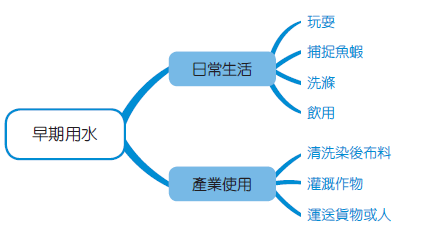 早期用水
日常生活
玩耍
捕捉魚蝦
洗滌
飲用
產業使用
清洗染後布料
灌溉作物
運送貨物或人